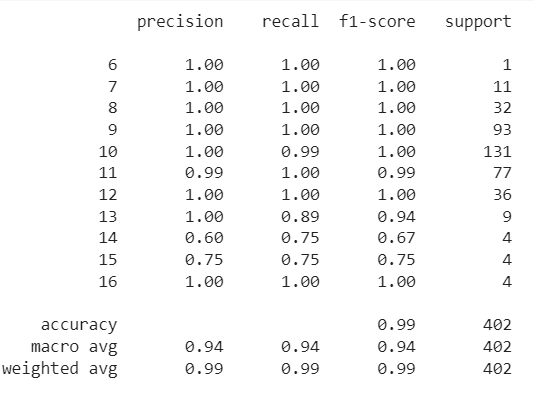 precision recall f1-score support
6 1.00 1.00 1.00 1
7 1.00 1.00 1.00 11
8 1.00 1.00 1.00 32
9 1.00 1.00 1.00 93
10 1.00 0.99 1.00 131
11 0.99 1.00 0.99 77
12 1.00 1.00 1.00 36
13 1.00 0.89 0.94 9
14 0.60 0.75 0.67 4
15 0.75 0.75 0.75 4
16 1.00 1.00 1.00 4
accuracy 0.99 402
macro avg 0.94 0.94 0.94 402
weighted avg 0.99 0.99 0.99 402